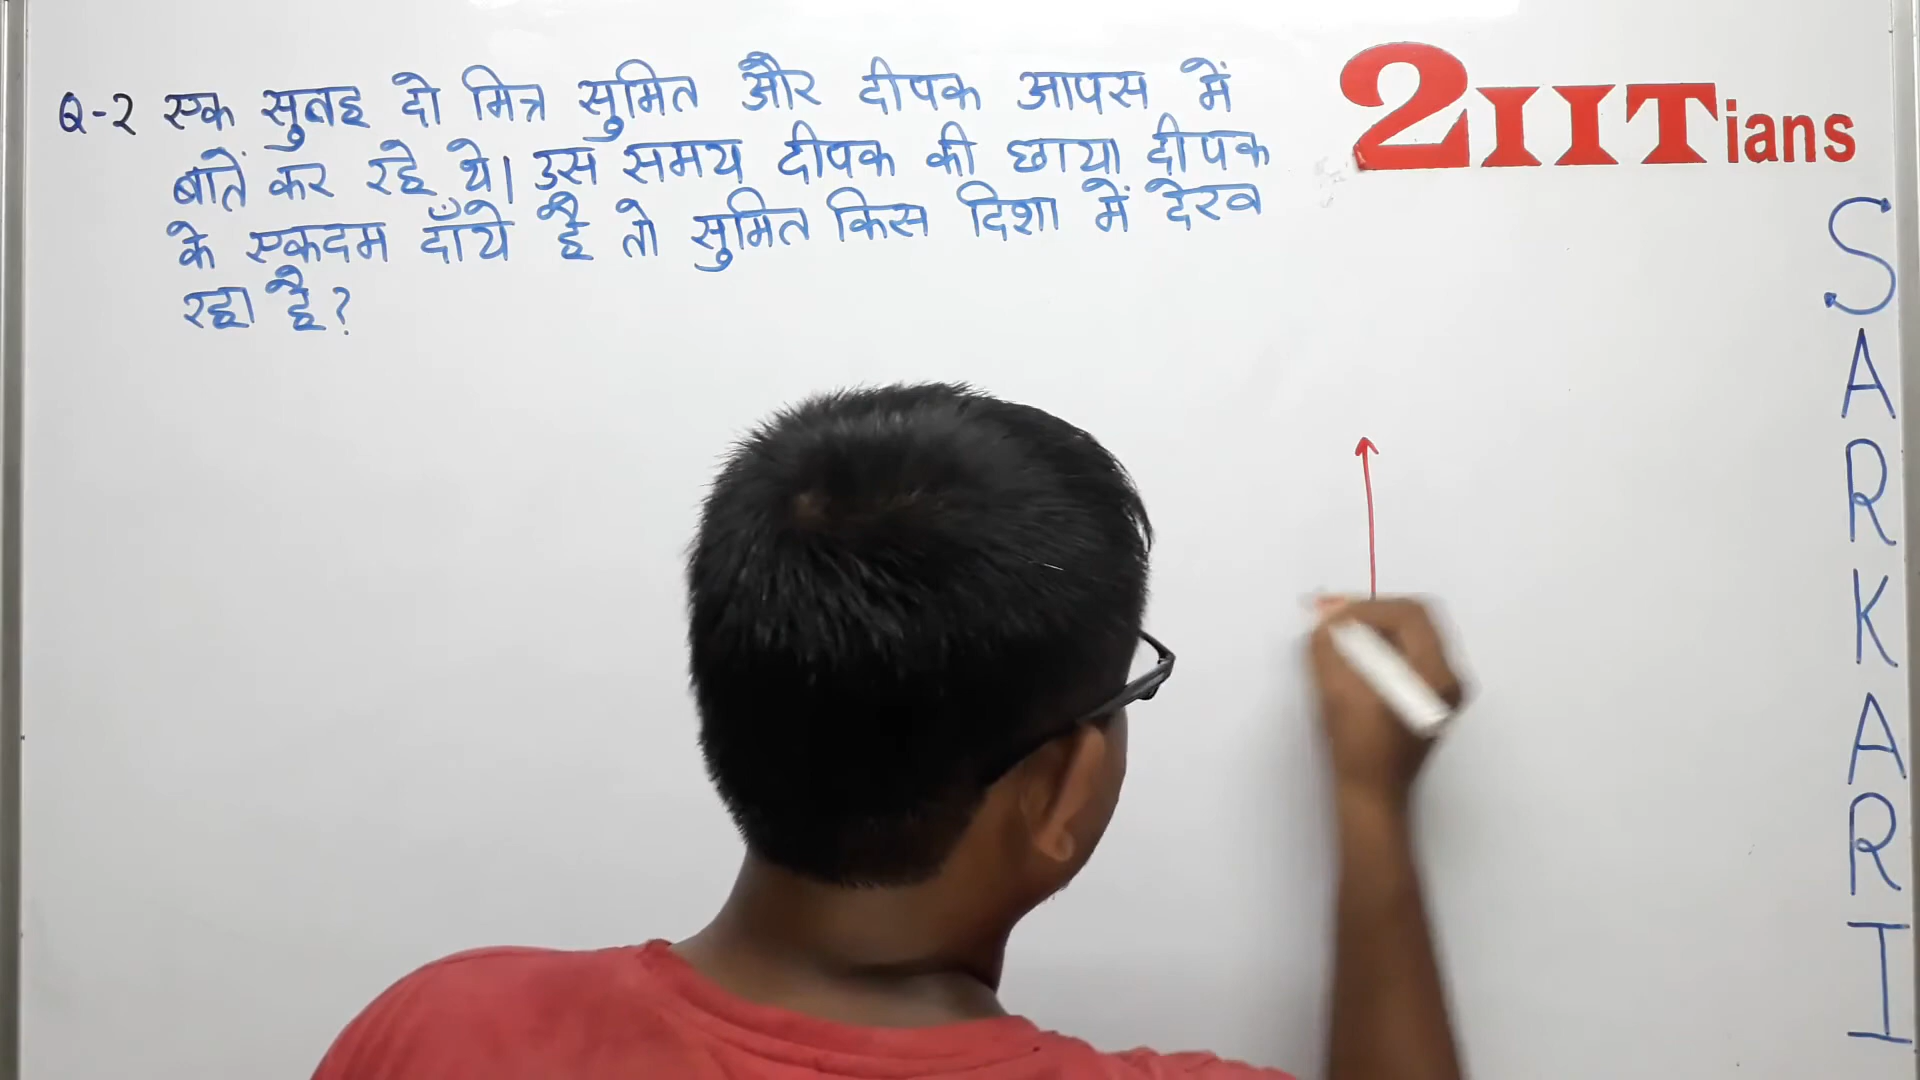 Q-2 एक सुबह दो मित्र सुमित और दीपक आपस में
बातें कर रहे थे। उस समय दीपक की छाया दीपक
के एकदम दाँये है तो सुमित किस दिशा में देख
रहा है?
2IITians
SARKARI